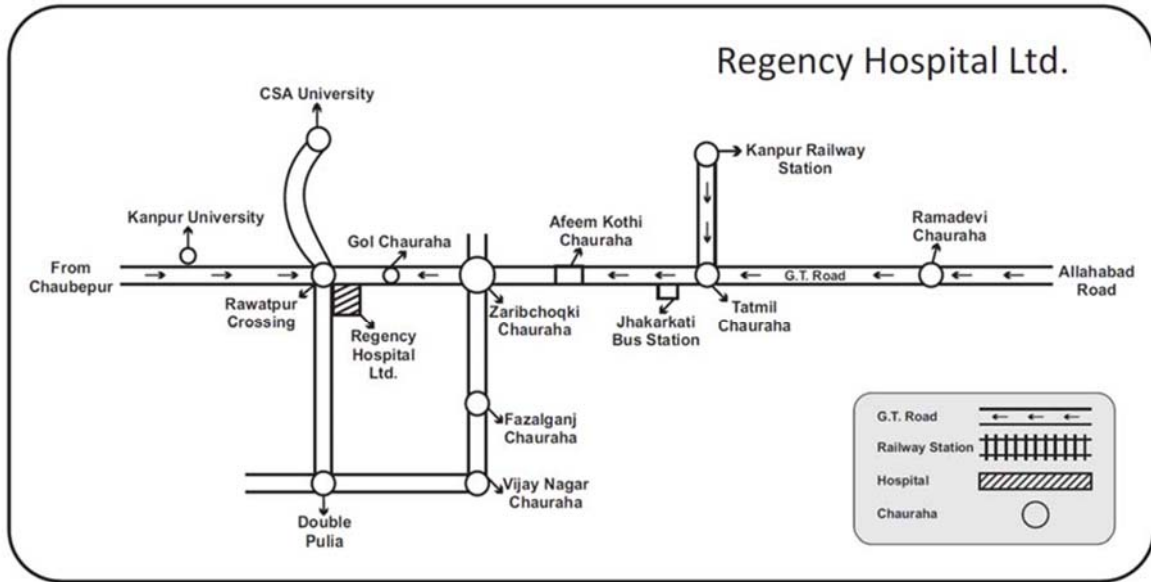 Regency Hospital Ltd.
CSA University
Kanpur Railway
Station
Kanpur University
Gol Chauraha
Afeem Kothi
Chauraha
Ramadevi
Chauraha
From
Chaubepur
G.T. Road
Allahabad
Road
Rawatpur
Crossing
Regency
Hospital
Ltd.
Zaribchoqki
Chauraha
Jhakarkati
Bus Station
Tatmil
Chauraha
Fazalganj
Chauraha
Vijay Nagar
Chauraha
Double
Pulia
G.T. Road
Railway Station
Hospital
Chauraha